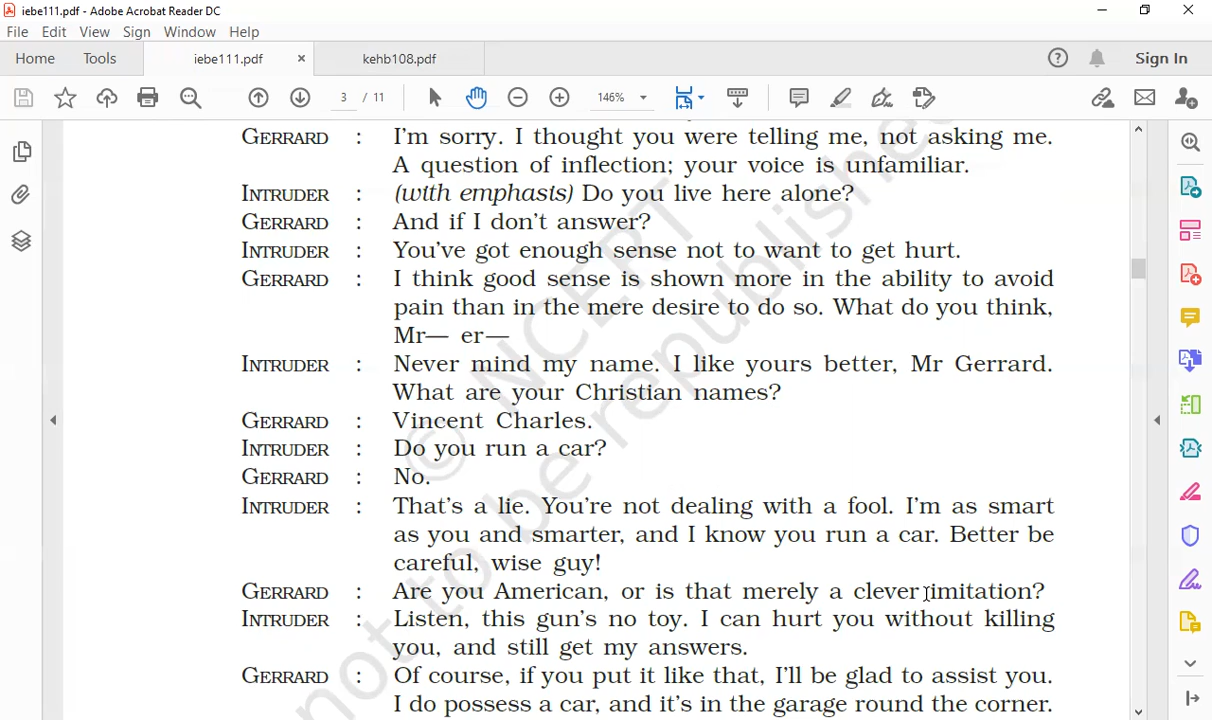 iebe111.pdf - Adobe Acrobat Reader DC
File Edit View Sign Window Help
Home Tools iebe111.pdf × kehb108.pdf Sign In
3 / 11 146%
GERRARD : I'm sorry. I thought you were telling me, not asking me.
A question of inflection; your voice is unfamiliar.
INTRUDER : (with emphasis) Do you live here alone?
GERRARD : And if I don't answer?
INTRUDER : You've got enough sense not to want to get hurt.
GERRARD : I think good sense is shown more in the ability to avoid
pain than in the mere desire to do so. What do you think,
Mr— er—
INTRUDER : Never mind my name. I like yours better, Mr Gerrard.
What are your Christian names?
GERRARD : Vincent Charles.
INTRUDER : Do you run a car?
GERRARD : No.
INTRUDER : That's a lie. You're not dealing with a fool. I'm as smart
as you and smarter, and I know you run a car. Better be
careful, wise guy!
GERRARD : Are you American, or is that merely a clever imitation?
INTRUDER : Listen, this gun's no toy. I can hurt you without killing
you, and still get my answers.
GERRARD : Of course, if you put it like that, I'll be glad to assist you.
I do possess a car, and it's in the garage round the corner.
© NCERT
not to be republished